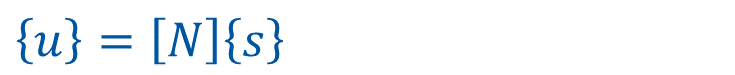 {u} = [N]{s}